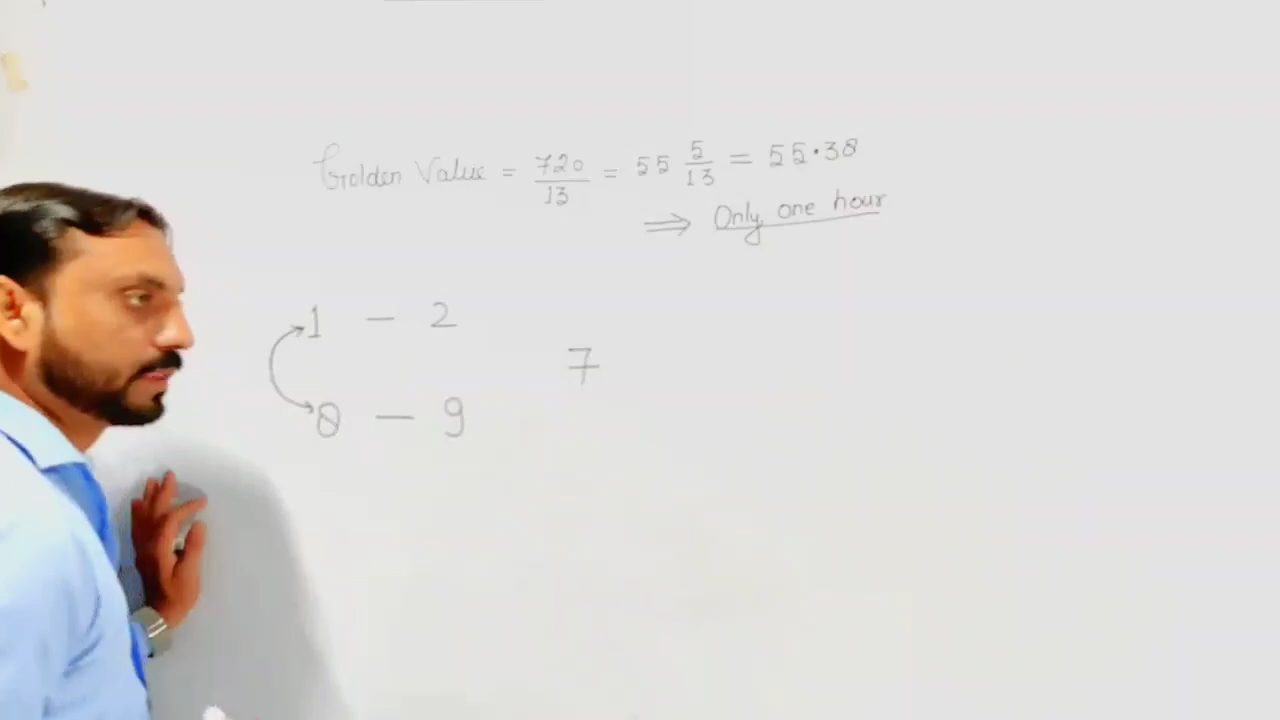 Golden Value = 720/13 = 55 5/13 = 55.38
⇒ Only one hour
1 – 2
7
8 – 9